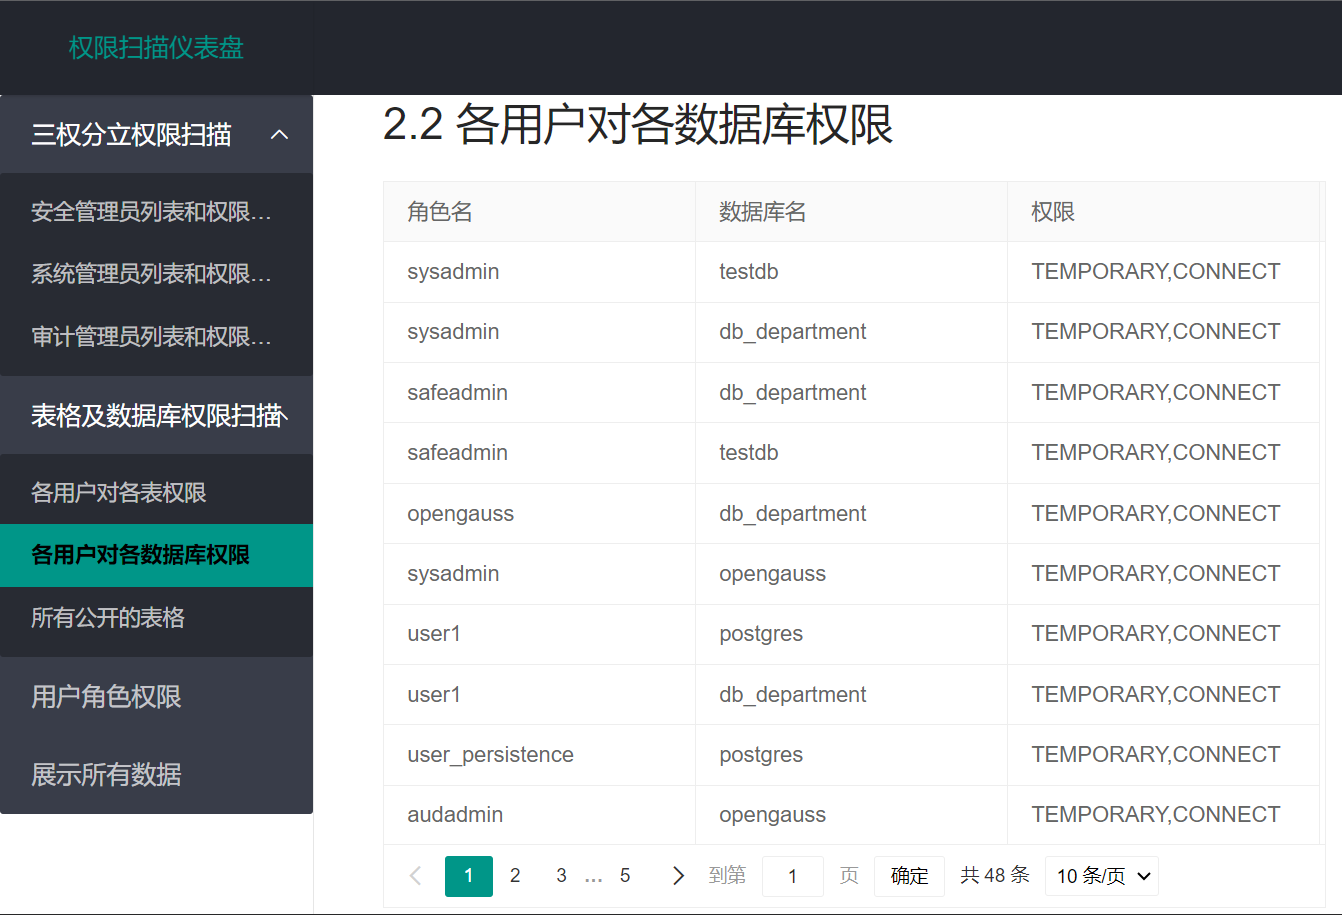 权限扫描仪表盘
三权分立权限扫描
安全管理员列表和权限...
系统管理员列表和权限...
审计管理员列表和权限...
表格及数据库权限扫描
各用户对各表权限
各用户对各数据库权限
所有公开的表格
用户角色权限
展示所有数据
2.2 各用户对各数据库权限
角色名 数据库名 权限
sysadmin testdb TEMPORARY,CONNECT
sysadmin db_department TEMPORARY,CONNECT
safeadmin db_department TEMPORARY,CONNECT
safeadmin testdb TEMPORARY,CONNECT
opengauss db_department TEMPORARY,CONNECT
sysadmin opengauss TEMPORARY,CONNECT
user1 postgres TEMPORARY,CONNECT
user1 db_department TEMPORARY,CONNECT
user_persistence postgres TEMPORARY,CONNECT
audadmin opengauss TEMPORARY,CONNECT
1 2 3 ... 5 到第 1 页 确定 共 48 条 10 条/页